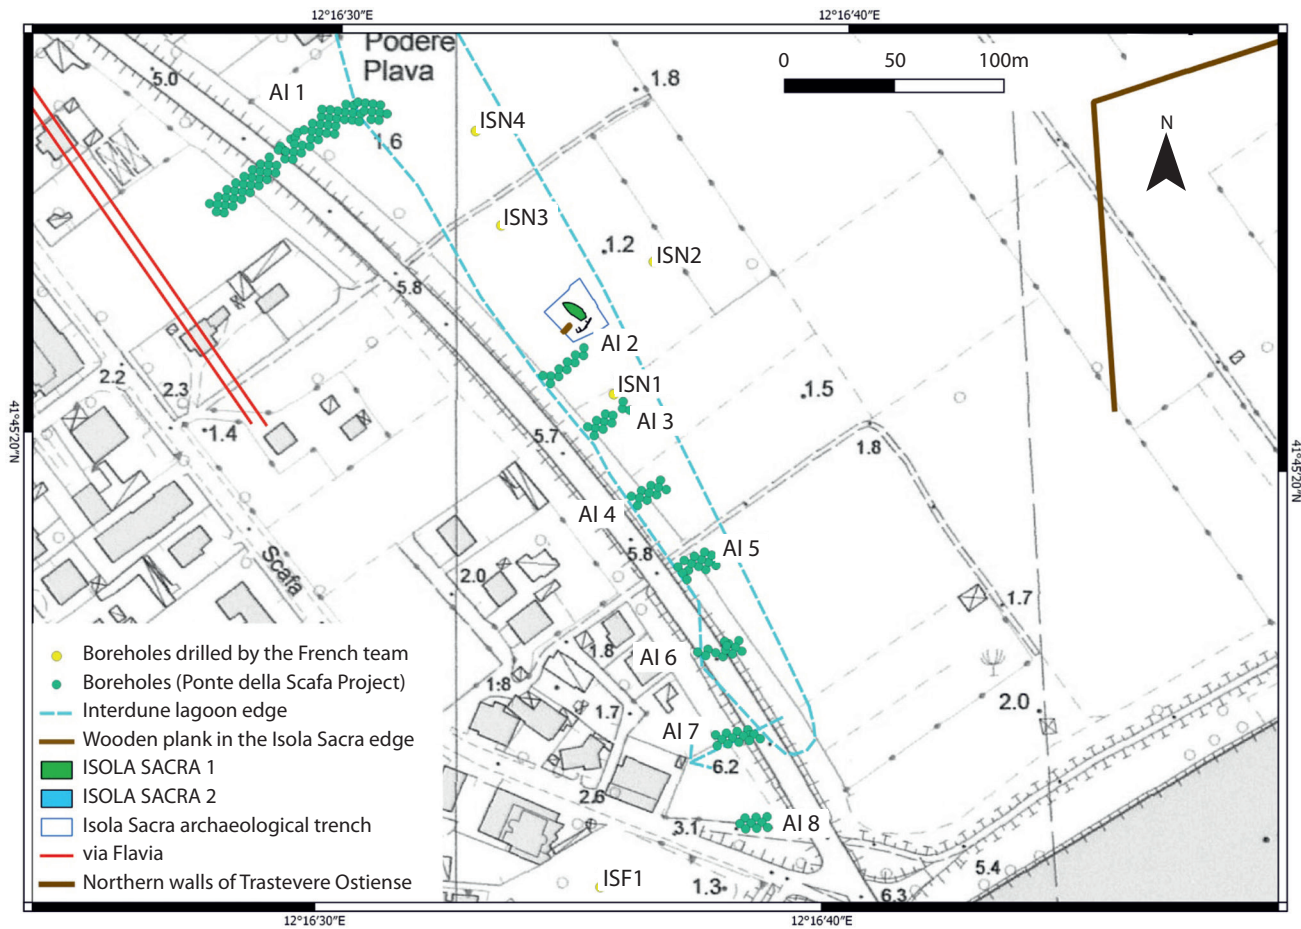 12°16′30″E
12°16′40″E
Podere
Plava
0
50
100m
5.0
AI 1
1.8
N
ISN4
1.6
ISN3
1.2
ISN2
5.8
AI 2
2.2
2.3
ISN1
1.5
41°45′20″N
1.4
AI 3
5.7
1.8
41°45′20″N
AI 4
5.8
AI 5
Scafa
2.0
1.7
Boreholes drilled by the French team
1.8
AI 6
Boreholes (Ponte della Scafa Project)
1.8
Interdune lagoon edge
1.7
2.0
Wooden plank in the Isola Sacra edge
AI 7
ISOLA SACRA 1
6.2
ISOLA SACRA 2
2.6
Isola Sacra archaeological trench
3.1
AI 8
via Flavia
5.4
Northern walls of Trastevere Ostiense
ISF1
1.3
6.3
12°16′30″E
12°16′40″E